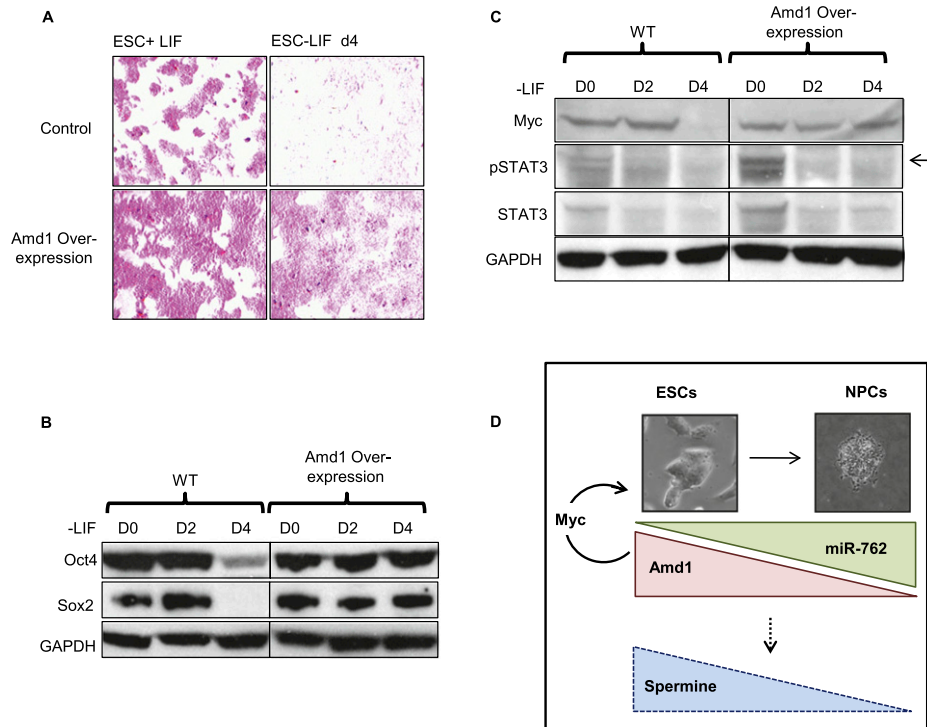 A
ESC+ LIF
ESC-LIF d4
Control
Amd1 Over-
expression
B
WT
Amd1 Over-
expression
-LIF D0 D2 D4 D0 D2 D4
Oct4
Sox2
GAPDH
C
WT
Amd1 Over-
expression
-LIF D0 D2 D4 D0 D2 D4
Myc
pSTAT3
STAT3
GAPDH
D
ESCs
NPCs
Myc
miR-762
Amd1
Spermine